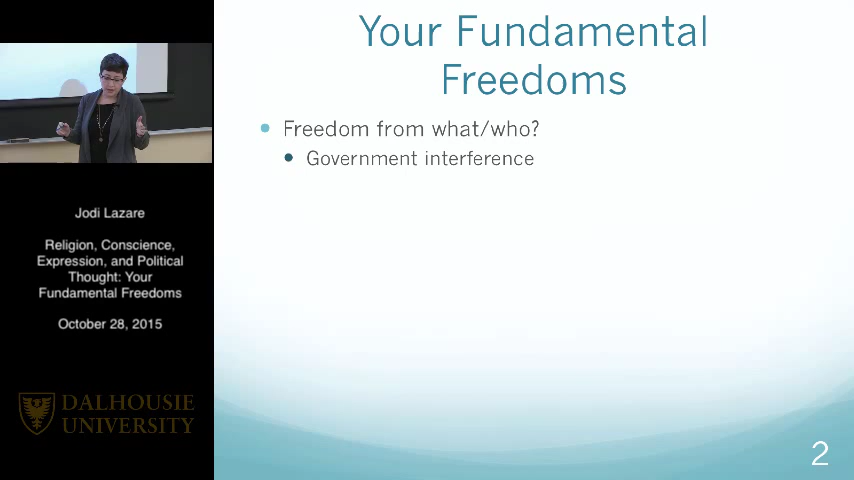 Your Fundamental
Freedoms
Freedom from what/who?
Government interference
Jodi Lazare
Religion, Conscience,
Expression, and Political
Thought: Your
Fundamental Freedoms
October 28, 2015
DALHOUSIE
UNIVERSITY
2